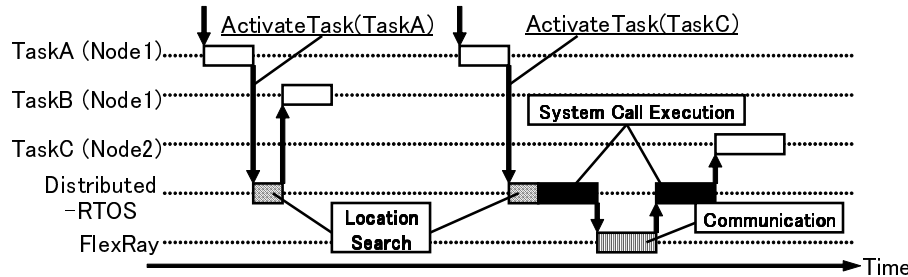 ActivateTask(TaskA)
ActivateTask(TaskC)
TaskA (Node1)
TaskB (Node1)
System Call Execution
TaskC (Node2)
Distributed
-RTOS
Location
Search
Communication
FlexRay
Time